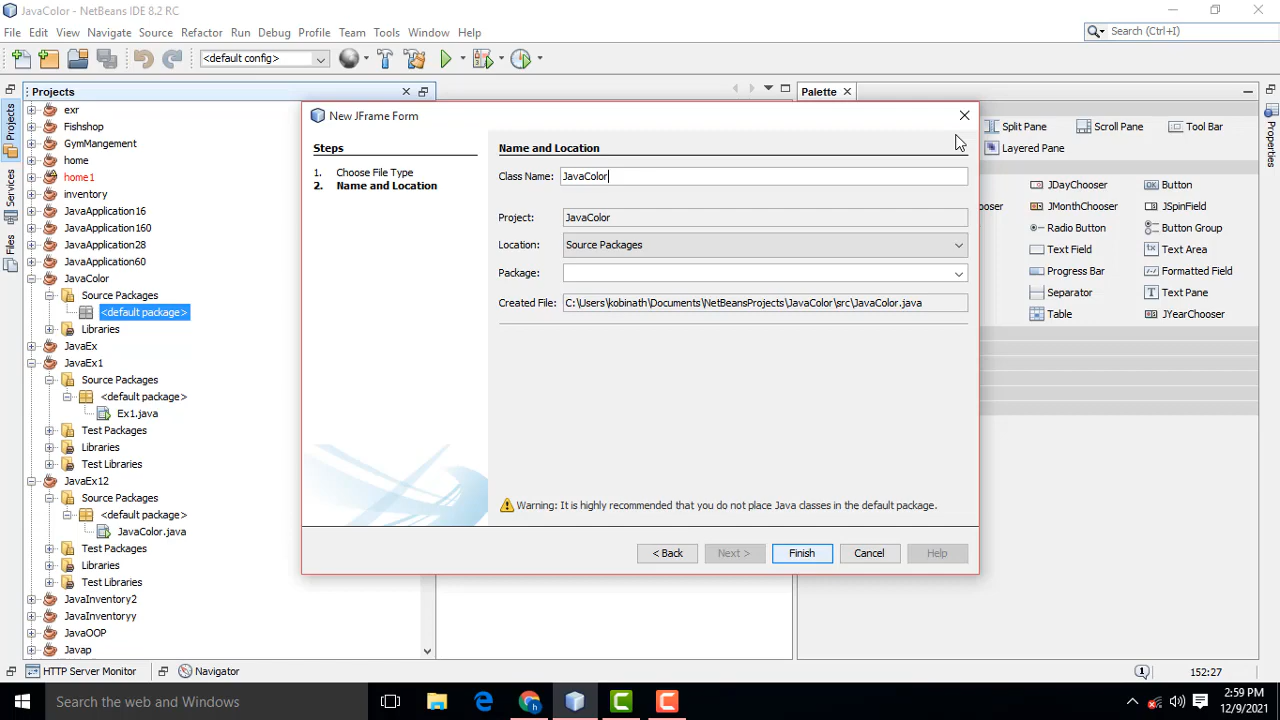 JavaColor - NetBeans IDE 8.2 RC
File Edit View Navigate Source Refactor Run Debug Profile Team Tools Window Help
Search (Ctrl+I)
<default config>
Projects
Palette
exr
Fishshop
GymMangement
home
home1
inventory
JavaApplication16
JavaApplication160
JavaApplication28
JavaApplication60
JavaColor
Source Packages
<default package>
Libraries
JavaEx
JavaEx1
Source Packages
<default package>
Ex1.java
Test Packages
Libraries
Test Libraries
JavaEx12
Source Packages
<default package>
JavaColor.java
Test Packages
Libraries
Test Libraries
JavaInventory2
JavaInventoryy
JavaOOP
Javap
Projects
Services
Files
New JFrame Form
Steps
1. Choose File Type
2. Name and Location
Name and Location
Class Name: JavaColor
Project: JavaColor
Location: Source Packages
Package:
Created File: C:\Users\kobinath\Documents\NetBeansProjects\JavaColor\src\JavaColor.java
Warning: It is highly recommended that you do not place Java classes in the default package.
< Back Next > Finish Cancel Help
Split Pane Scroll Pane Tool Bar
Layered Pane
JDayChooser Button
ooser JMonthChooser JSpinField
Radio Button Button Group
Text Field Text Area
Progress Bar Formatted Field
Separator Text Pane
Table JYearChooser
Properties
HTTP Server Monitor Navigator
1 152:27
Search the web and Windows
2:59 PM
12/9/2021